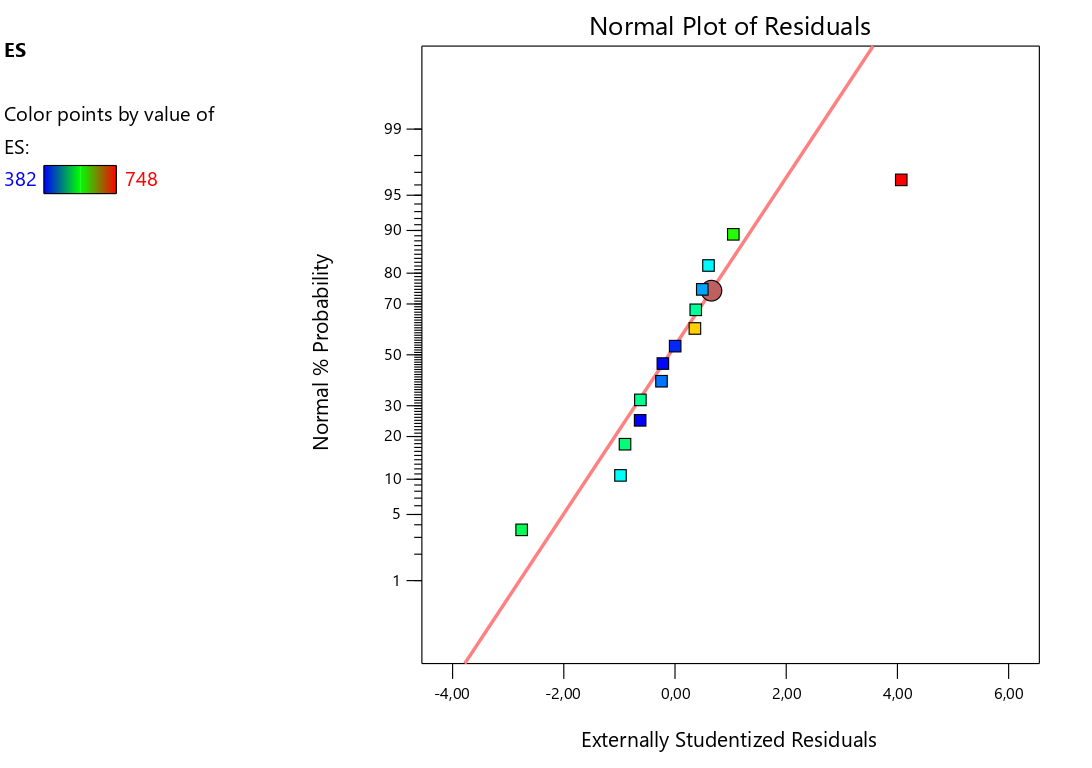 Normal Plot of Residuals
ES
Color points by value of
ES:
382 748
Normal % Probability
99
95
90
80
70
50
30
20
10
5
1
-4,00 -2,00 0,00 2,00 4,00 6,00
Externally Studentized Residuals